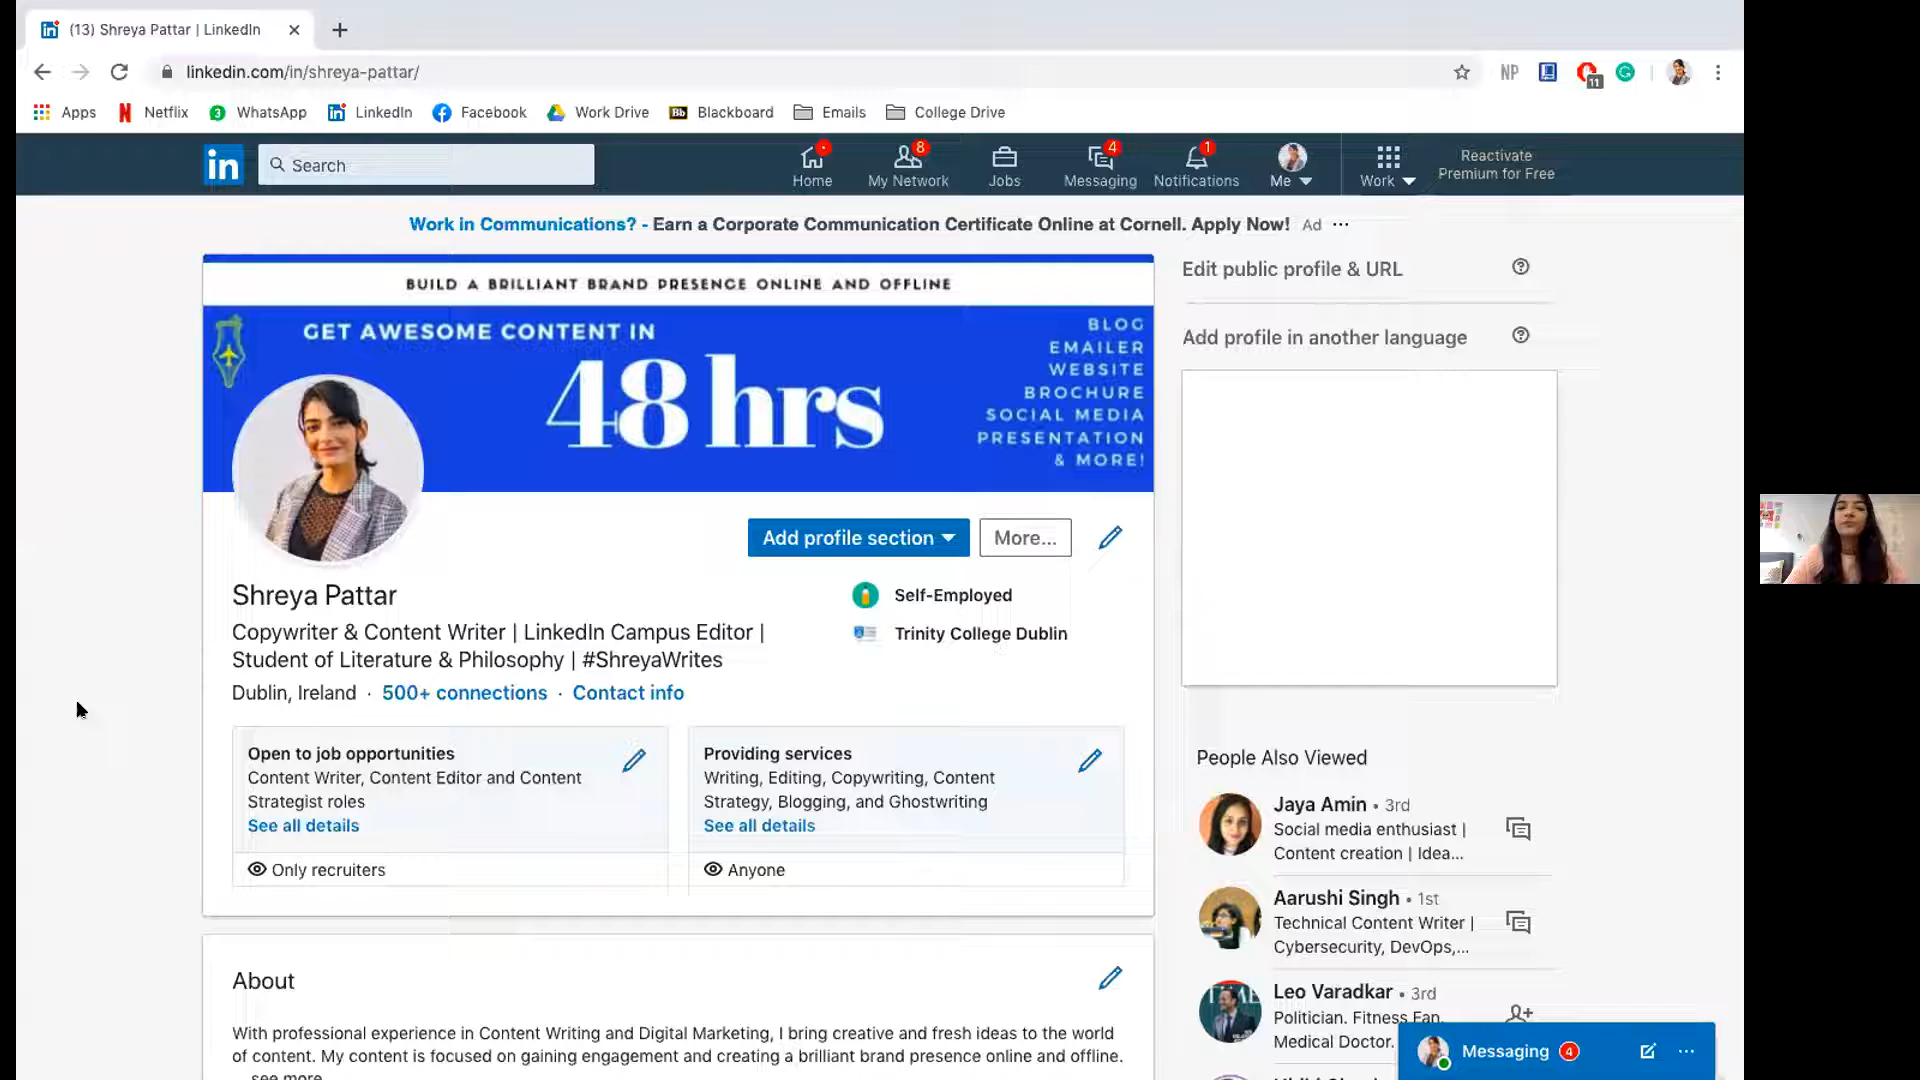 (13) Shreya Pattar | LinkedIn
linkedin.com/in/shreya-pattar/
NP
11
Apps
Netflix
3
WhatsApp
LinkedIn
Facebook
Work Drive
Bb
Blackboard
Emails
College Drive
in
Search
Home
8
My Network
Jobs
4
Messaging
1
Notifications
Me
Work
Reactivate
Premium for Free
Work in Communications? - Earn a Corporate Communication Certificate Online at Cornell. Apply Now! Ad ...
BUILD A BRILLIANT BRAND PRESENCE ONLINE AND OFFLINE
GET AWESOME CONTENT IN
48 hrs
BLOG
EMAILER
WEBSITE
BROCHURE
SOCIAL MEDIA
PRESENTATION
& MORE!
Add profile section
More...
Shreya Pattar
Copywriter & Content Writer | LinkedIn Campus Editor |
Student of Literature & Philosophy | #ShreyaWrites
Dublin, Ireland · 500+ connections · Contact info
Self-Employed
Trinity College Dublin
Open to job opportunities
Content Writer, Content Editor and Content
Strategist roles
See all details
Only recruiters
Providing services
Writing, Editing, Copywriting, Content
Strategy, Blogging, and Ghostwriting
See all details
Anyone
About
With professional experience in Content Writing and Digital Marketing, I bring creative and fresh ideas to the world
of content. My content is focused on gaining engagement and creating a brilliant brand presence online and offline.
... see more
Edit public profile & URL
Add profile in another language
People Also Viewed
Jaya Amin • 3rd
Social media enthusiast |
Content creation | Idea...
Aarushi Singh • 1st
Technical Content Writer |
Cybersecurity, DevOps,...
Leo Varadkar • 3rd
Politician. Fitness Fan.
Medical Doctor.
Messaging 4